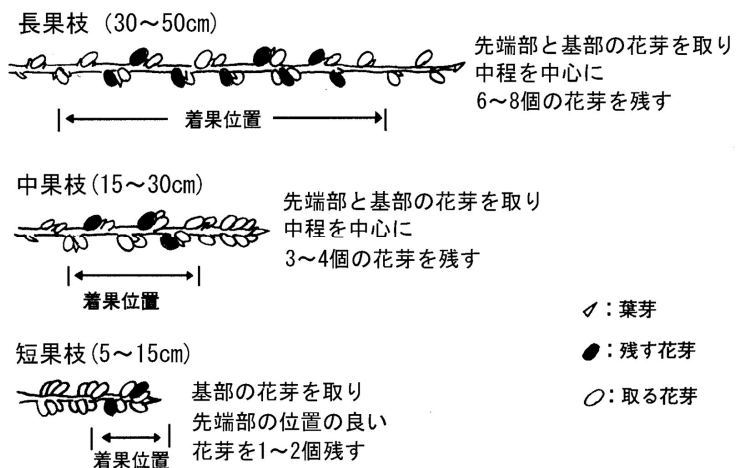 長果枝 (30～50cm)
先端部と基部の花芽を取り
中程を中心に
6～8個の花芽を残す
着果位置
中果枝(15～30cm)
先端部と基部の花芽を取り
中程を中心に
3～4個の花芽を残す
着果位置
短果枝(5～15cm)
基部の花芽を取り
先端部の位置の良い
花芽を1～2個残す
着果位置
：葉芽
：残す花芽
：取る花芽